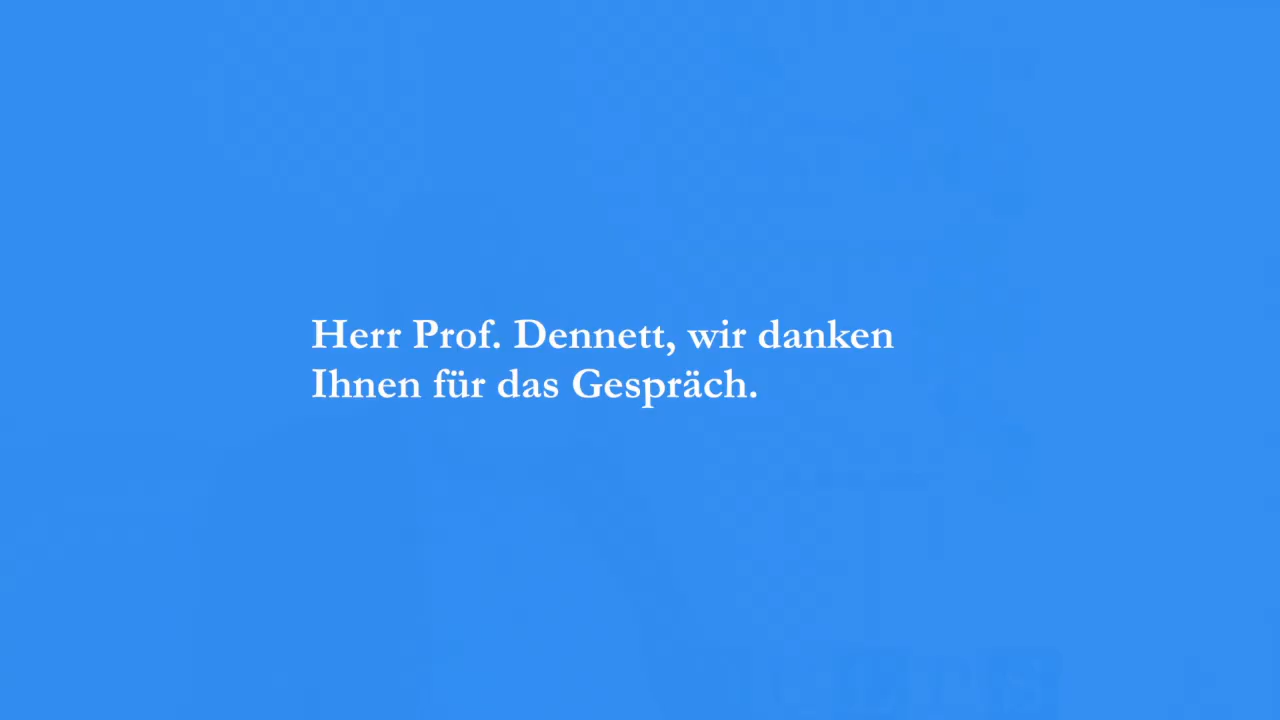 Herr Prof. Dennett, wir danken
Ihnen für das Gespräch.